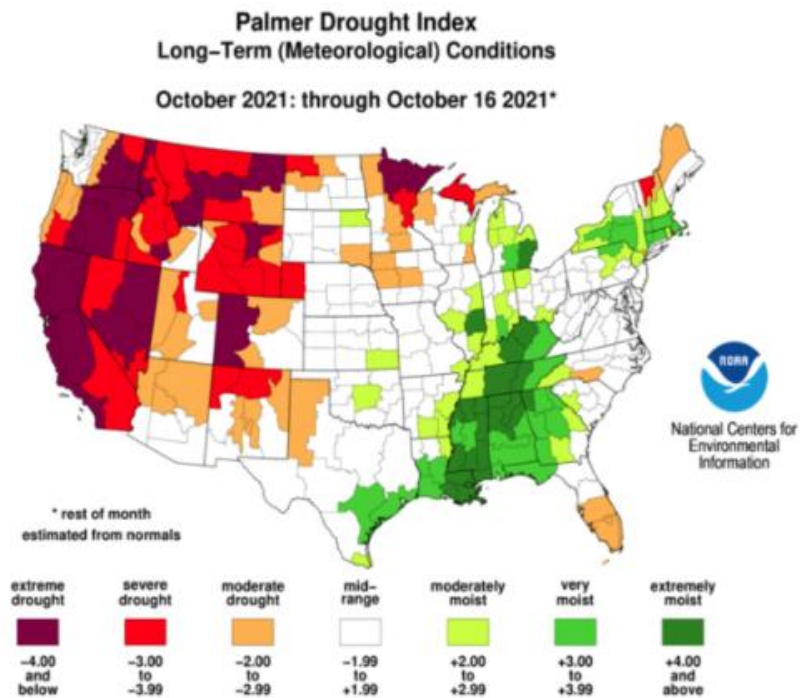 Palmer Drought Index
Long-Term (Meteorological) Conditions
October 2021: through October 16 2021*
NOAA
National Centers for
Environmental
Information
* rest of month
estimated from normals
extreme
drought
severe
drought
moderate
drought
mid-
range
moderately
moist
very
moist
extremely
moist
-4.00
and
below
-3.00
to
-3.99
-2.00
to
-2.99
-1.99
to
+1.99
+2.00
to
+2.99
+3.00
to
+3.99
+4.00
and
above